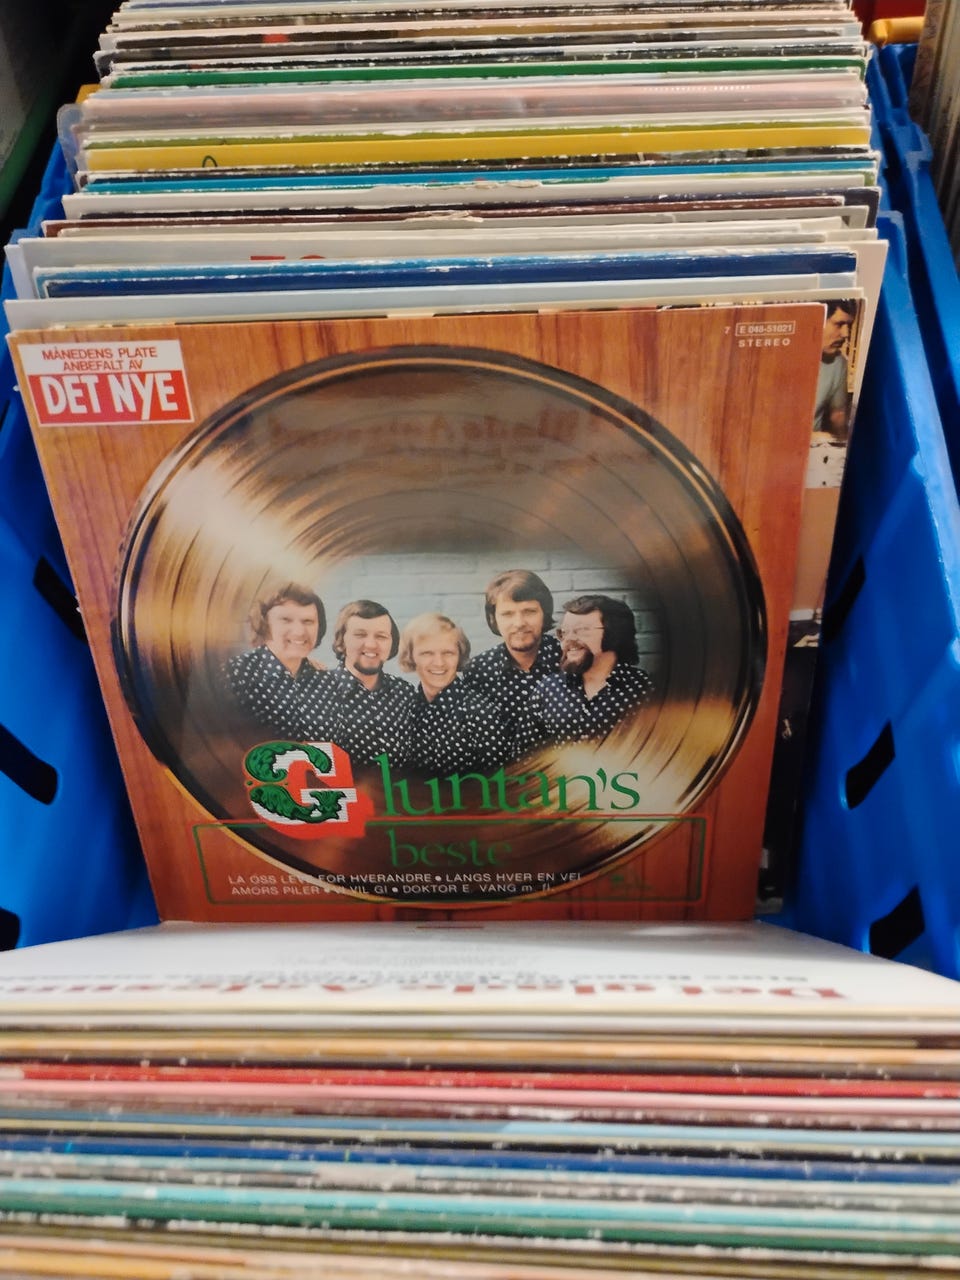 MÅNEDENS PLATE
ANBEFALT AV
DET NYE
7 E 048-51021
STEREO
Gluntan's
beste
LA OSS LEVE FOR HVERANDRE • LANGS HVER EN VEI
AMORS PILER • VI VIL GI • DOKTOR E. VANG m. fl.